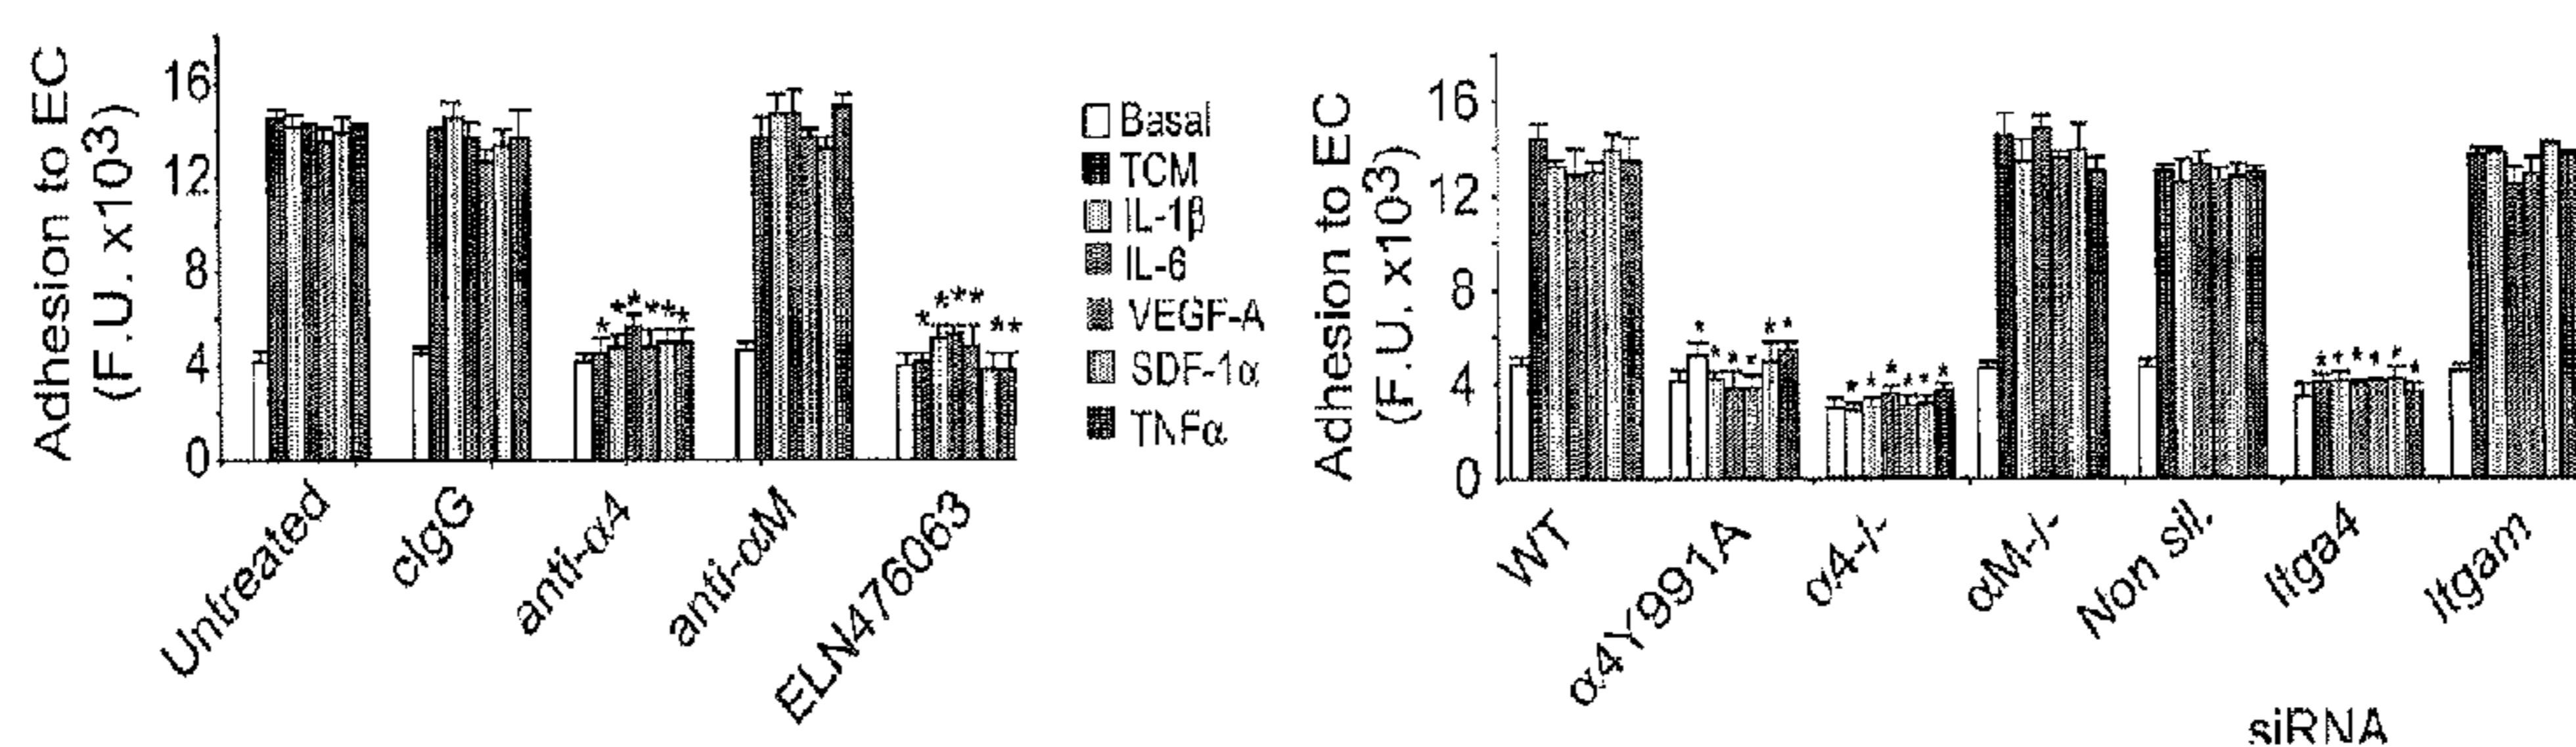 Adhesion to EC
(F.U. x10³)
16
12
8
4
0
* * * * * *
* * * * * *
Untreated
cIgG
anti-α4
anti-αM
ELN476063
Basal
TCM
IL-1β
IL-6
VEGF-A
SDF-1α
TNFα
Adhesion to EC
(F.U. x10³)
16
12
8
4
0
* * * * * *
* * * * * *
* * * * * *
WT
α4Y991A
α4-/-
αM-/-
Non sil.
Itga4
Itgam
siRNA